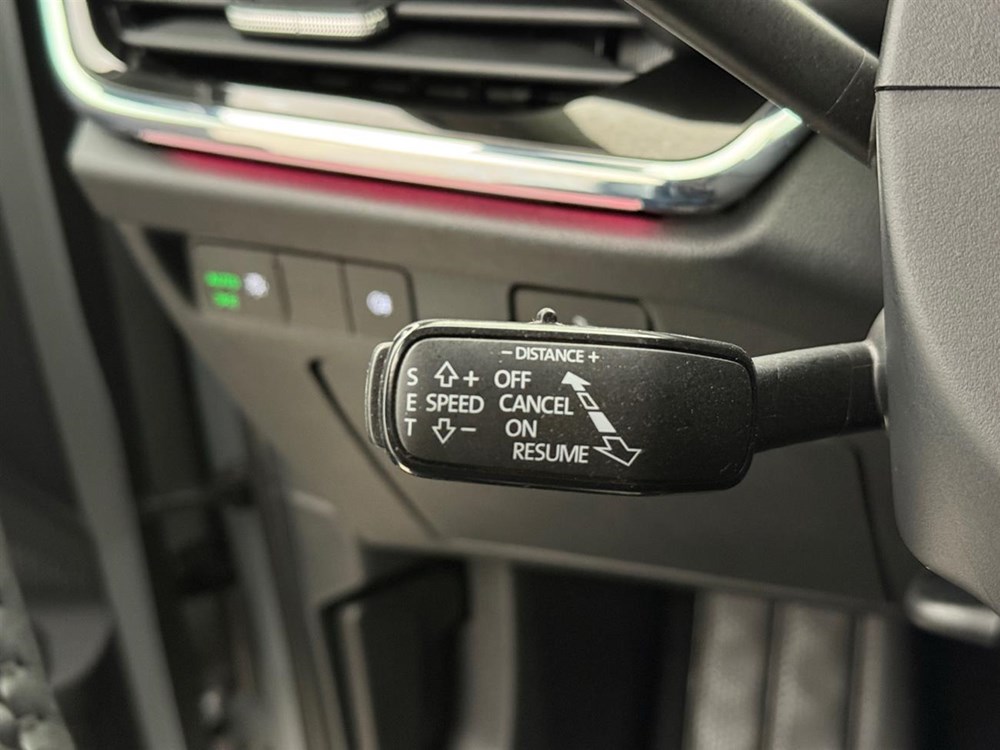 - DISTANCE +
S + OFF
E SPEED CANCEL
T - ON
RESUME